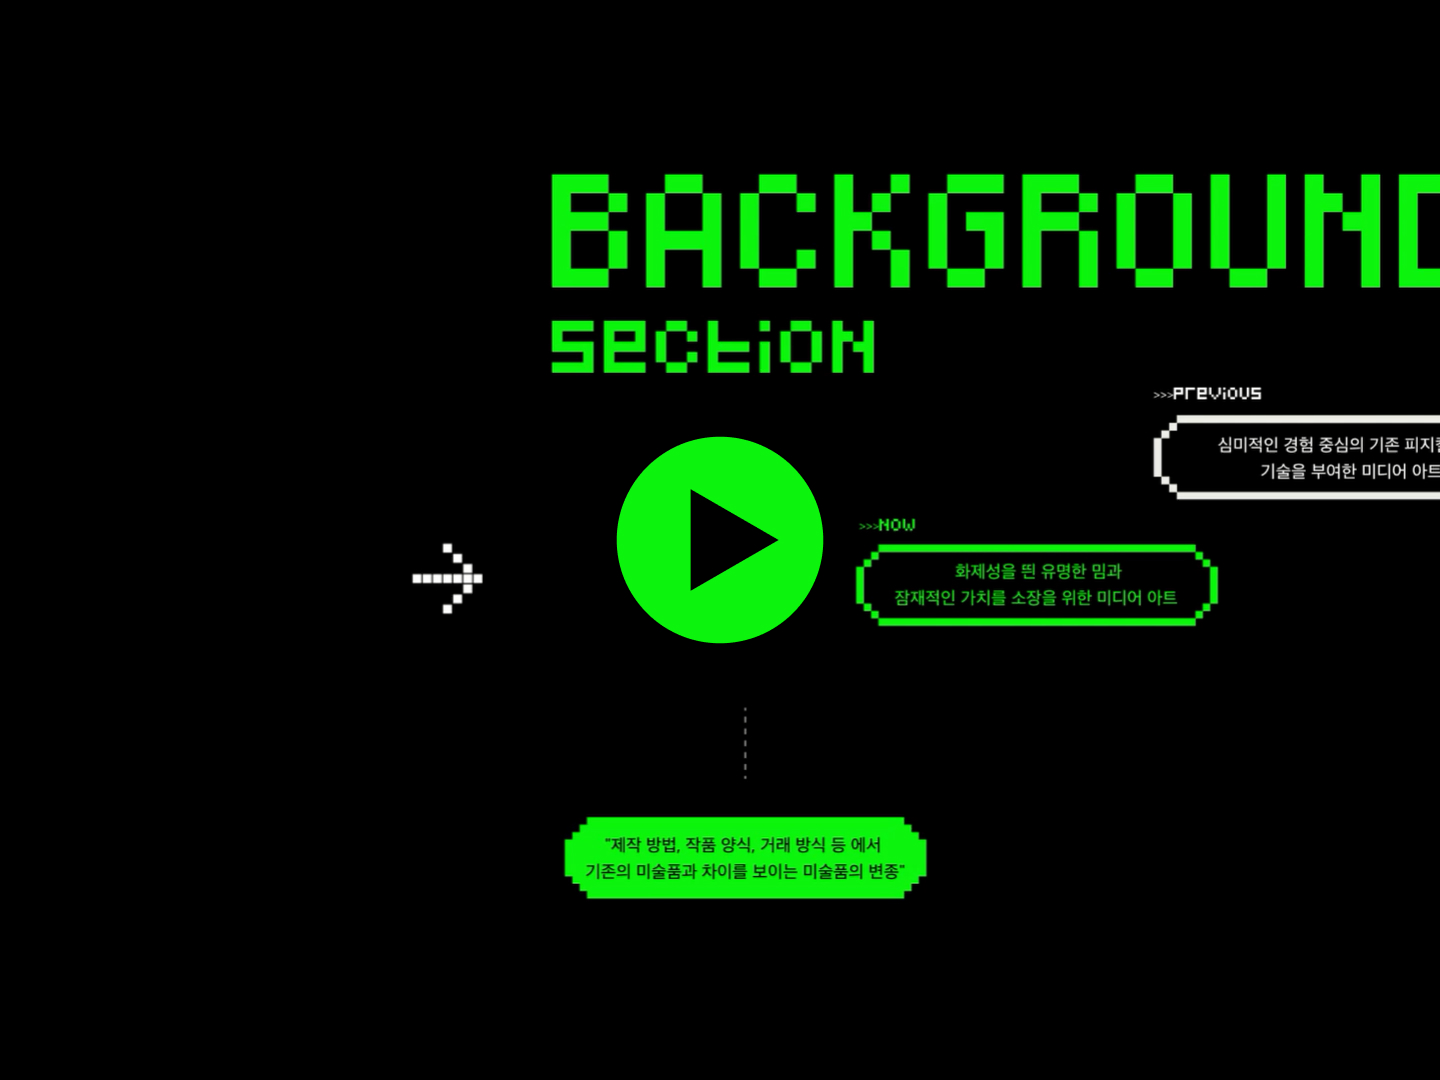 BACKGROUND
section
>>>Previous
심미적인 경험 중심의 기존
기술을 부여한 미디어 아트
>>>NOW
화제성을 띈 유명한 밈과
잠재적인 가치를 소장을 위한 미디어 아트
"제작 방법, 작품 양식, 거래 방식 등 에서
기존의 미술품과 차이를 보이는 미술품의 변종"